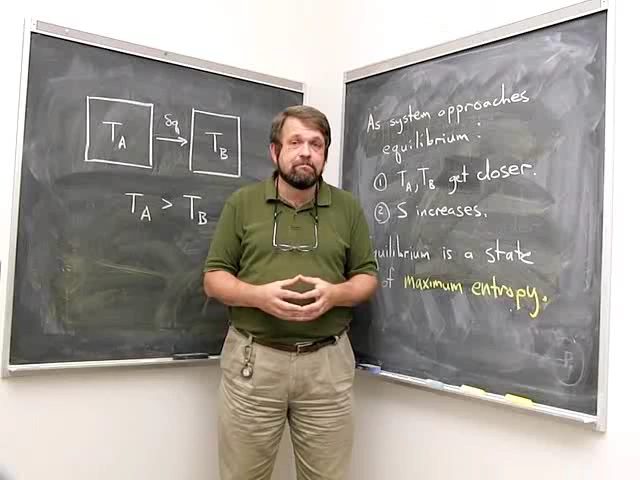 T_A δq T_B
T_A > T_B
As system approaches
equilibrium:
① T_A, T_B get closer.
② S increases.
quilibrium is a state
of maximum entropy.